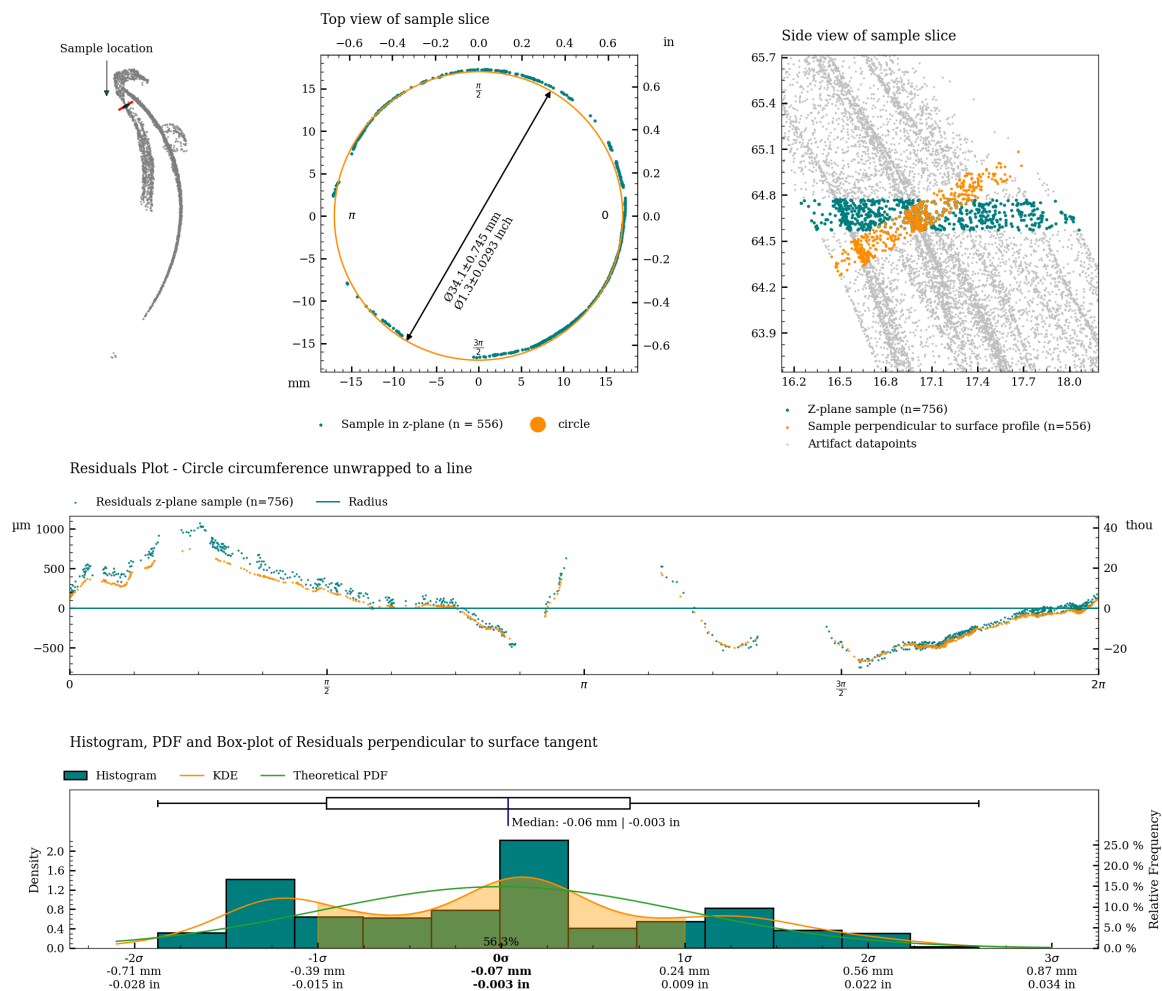 Sample location
Top view of sample slice
−0.6 −0.4 −0.2 0.0 0.2 0.4 0.6 in
15
10
5
0
−5
−10
−15
0.6
0.4
0.2
0.0
−0.2
−0.4
−0.6
π/2
π
0
3π/2
Ø34.1±0.745 mm
Ø1.3±0.0293 inch
mm −15 −10 −5 0 5 10 15
Sample in z-plane (n = 556) circle
Side view of sample slice
65.7
65.4
65.1
64.8
64.5
64.2
63.9
16.2 16.5 16.8 17.1 17.4 17.7 18.0
Z-plane sample (n=756)
Sample perpendicular to surface profile (n=556)
Artifact datapoints
Residuals Plot - Circle circumference unwrapped to a line
Residuals z-plane sample (n=756) Radius
µm
1000
500
0
−500
thou
40
20
0
−20
0 π/2 π 3π/2 2π
Histogram, PDF and Box-plot of Residuals perpendicular to surface tangent
Histogram KDE Theoretical PDF
Median: -0.06 mm | -0.003 in
Density
2.0
1.6
1.2
0.8
0.4
0.0
25.0 %
20.0 %
15.0 %
10.0 %
5.0 %
0.0 %
Relative Frequency
56.3%
-2σ -1σ 0σ 1σ 2σ 3σ
-0.71 mm -0.39 mm -0.07 mm 0.24 mm 0.56 mm 0.87 mm
-0.028 in -0.015 in -0.003 in 0.009 in 0.022 in 0.034 in